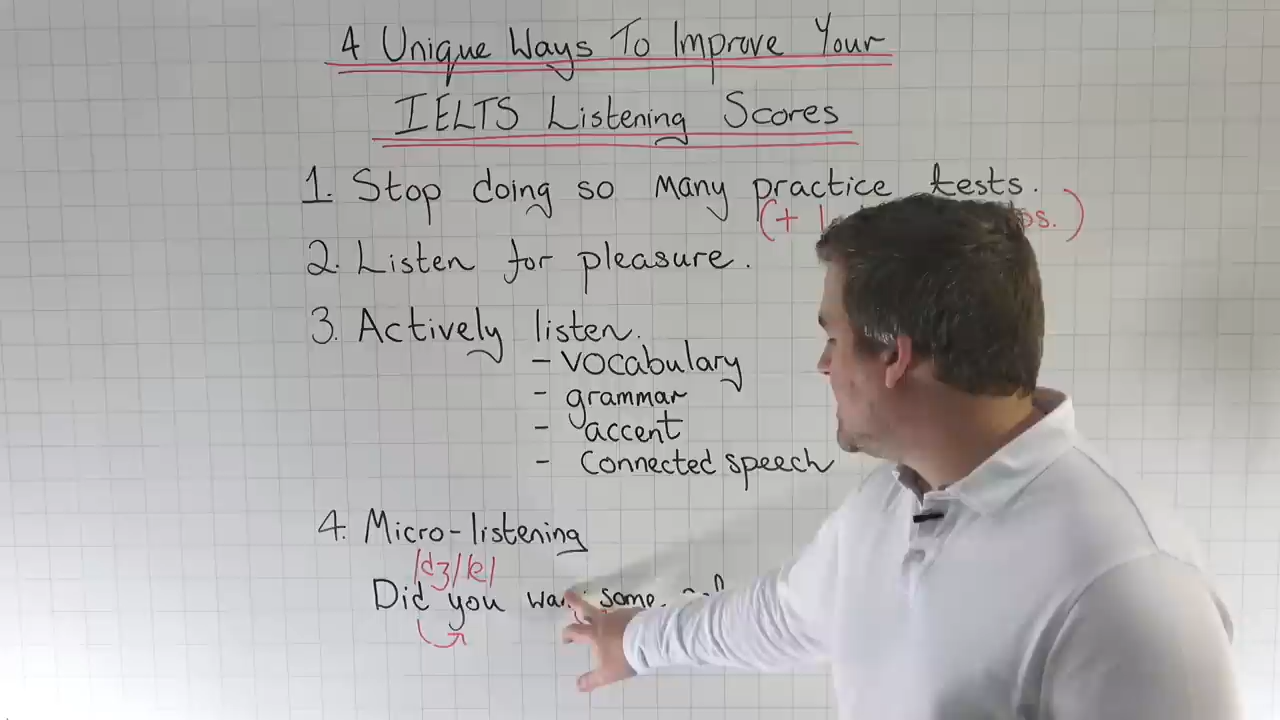 4 Unique Ways To Improve Your
IELTS Listening Scores
1. Stop doing so many practice tests.
(+
2. Listen for pleasure.
3. Actively listen.
- vocabulary
- grammar
- accent
- Connected speech
4. Micro-listening
Did you some